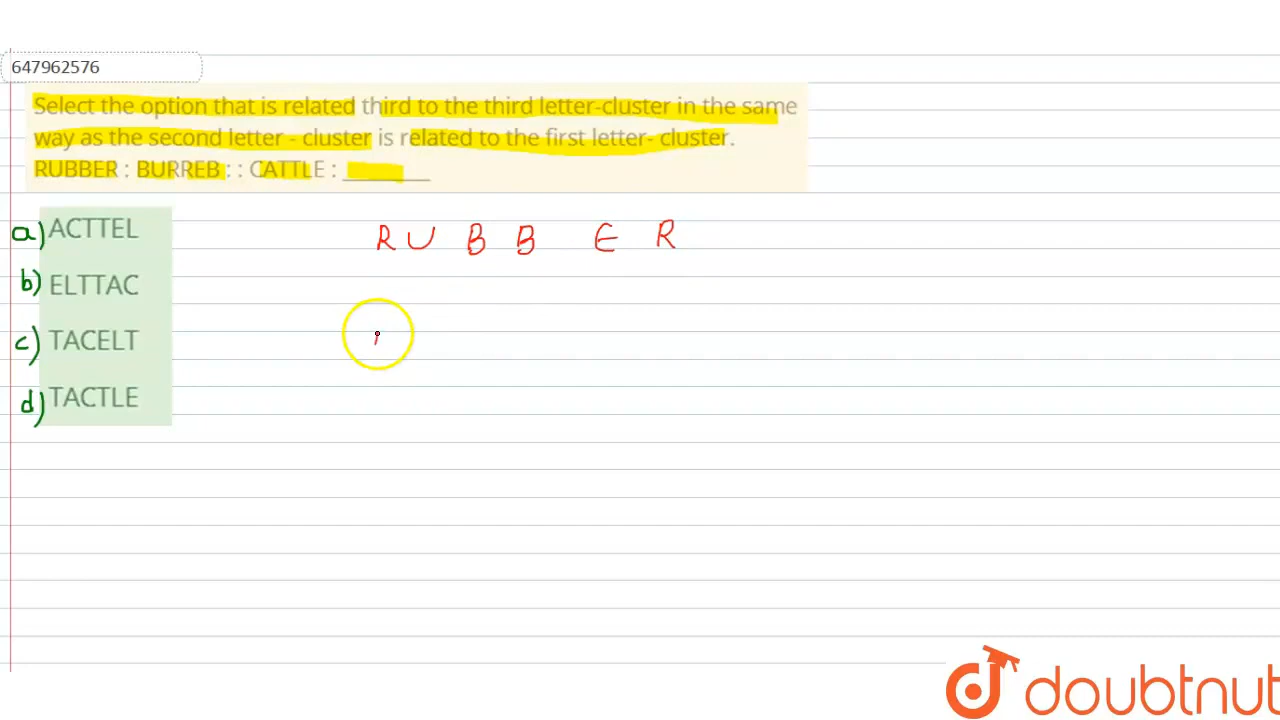 647962576
Select the option that is related third to the third letter-cluster in the same
way as the second letter - cluster is related to the first letter- cluster.
RUBBER : BURREB : : CATTLE : ________
a) ACTTEL
R U B B E R
b) ELTTAC
c) TACELT
d) TACTLE
doubtnut